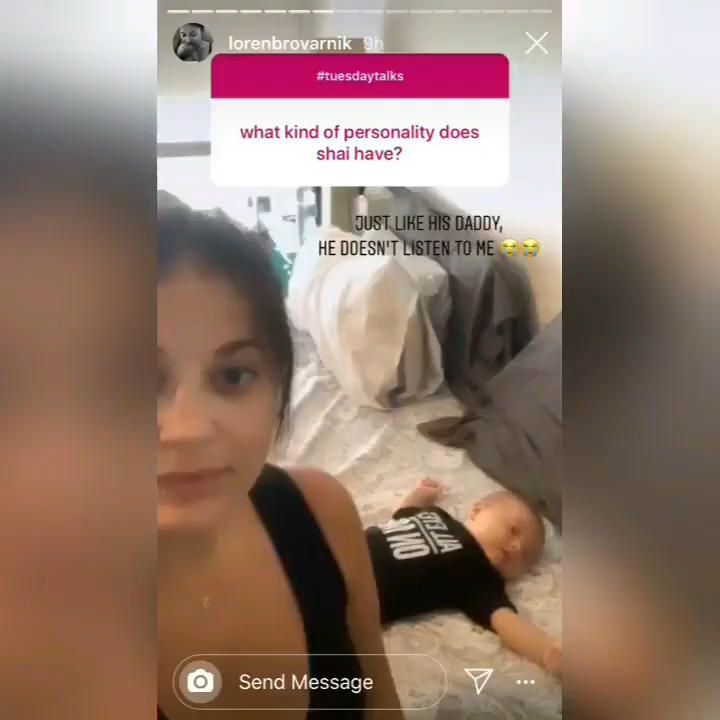 lorenbrovarnik 9h
#tuesdaytalks
what kind of personality does
shai have?
JUST LIKE HIS DADDY,
HE DOESN'T LISTEN TO ME 😭😭
Send Message